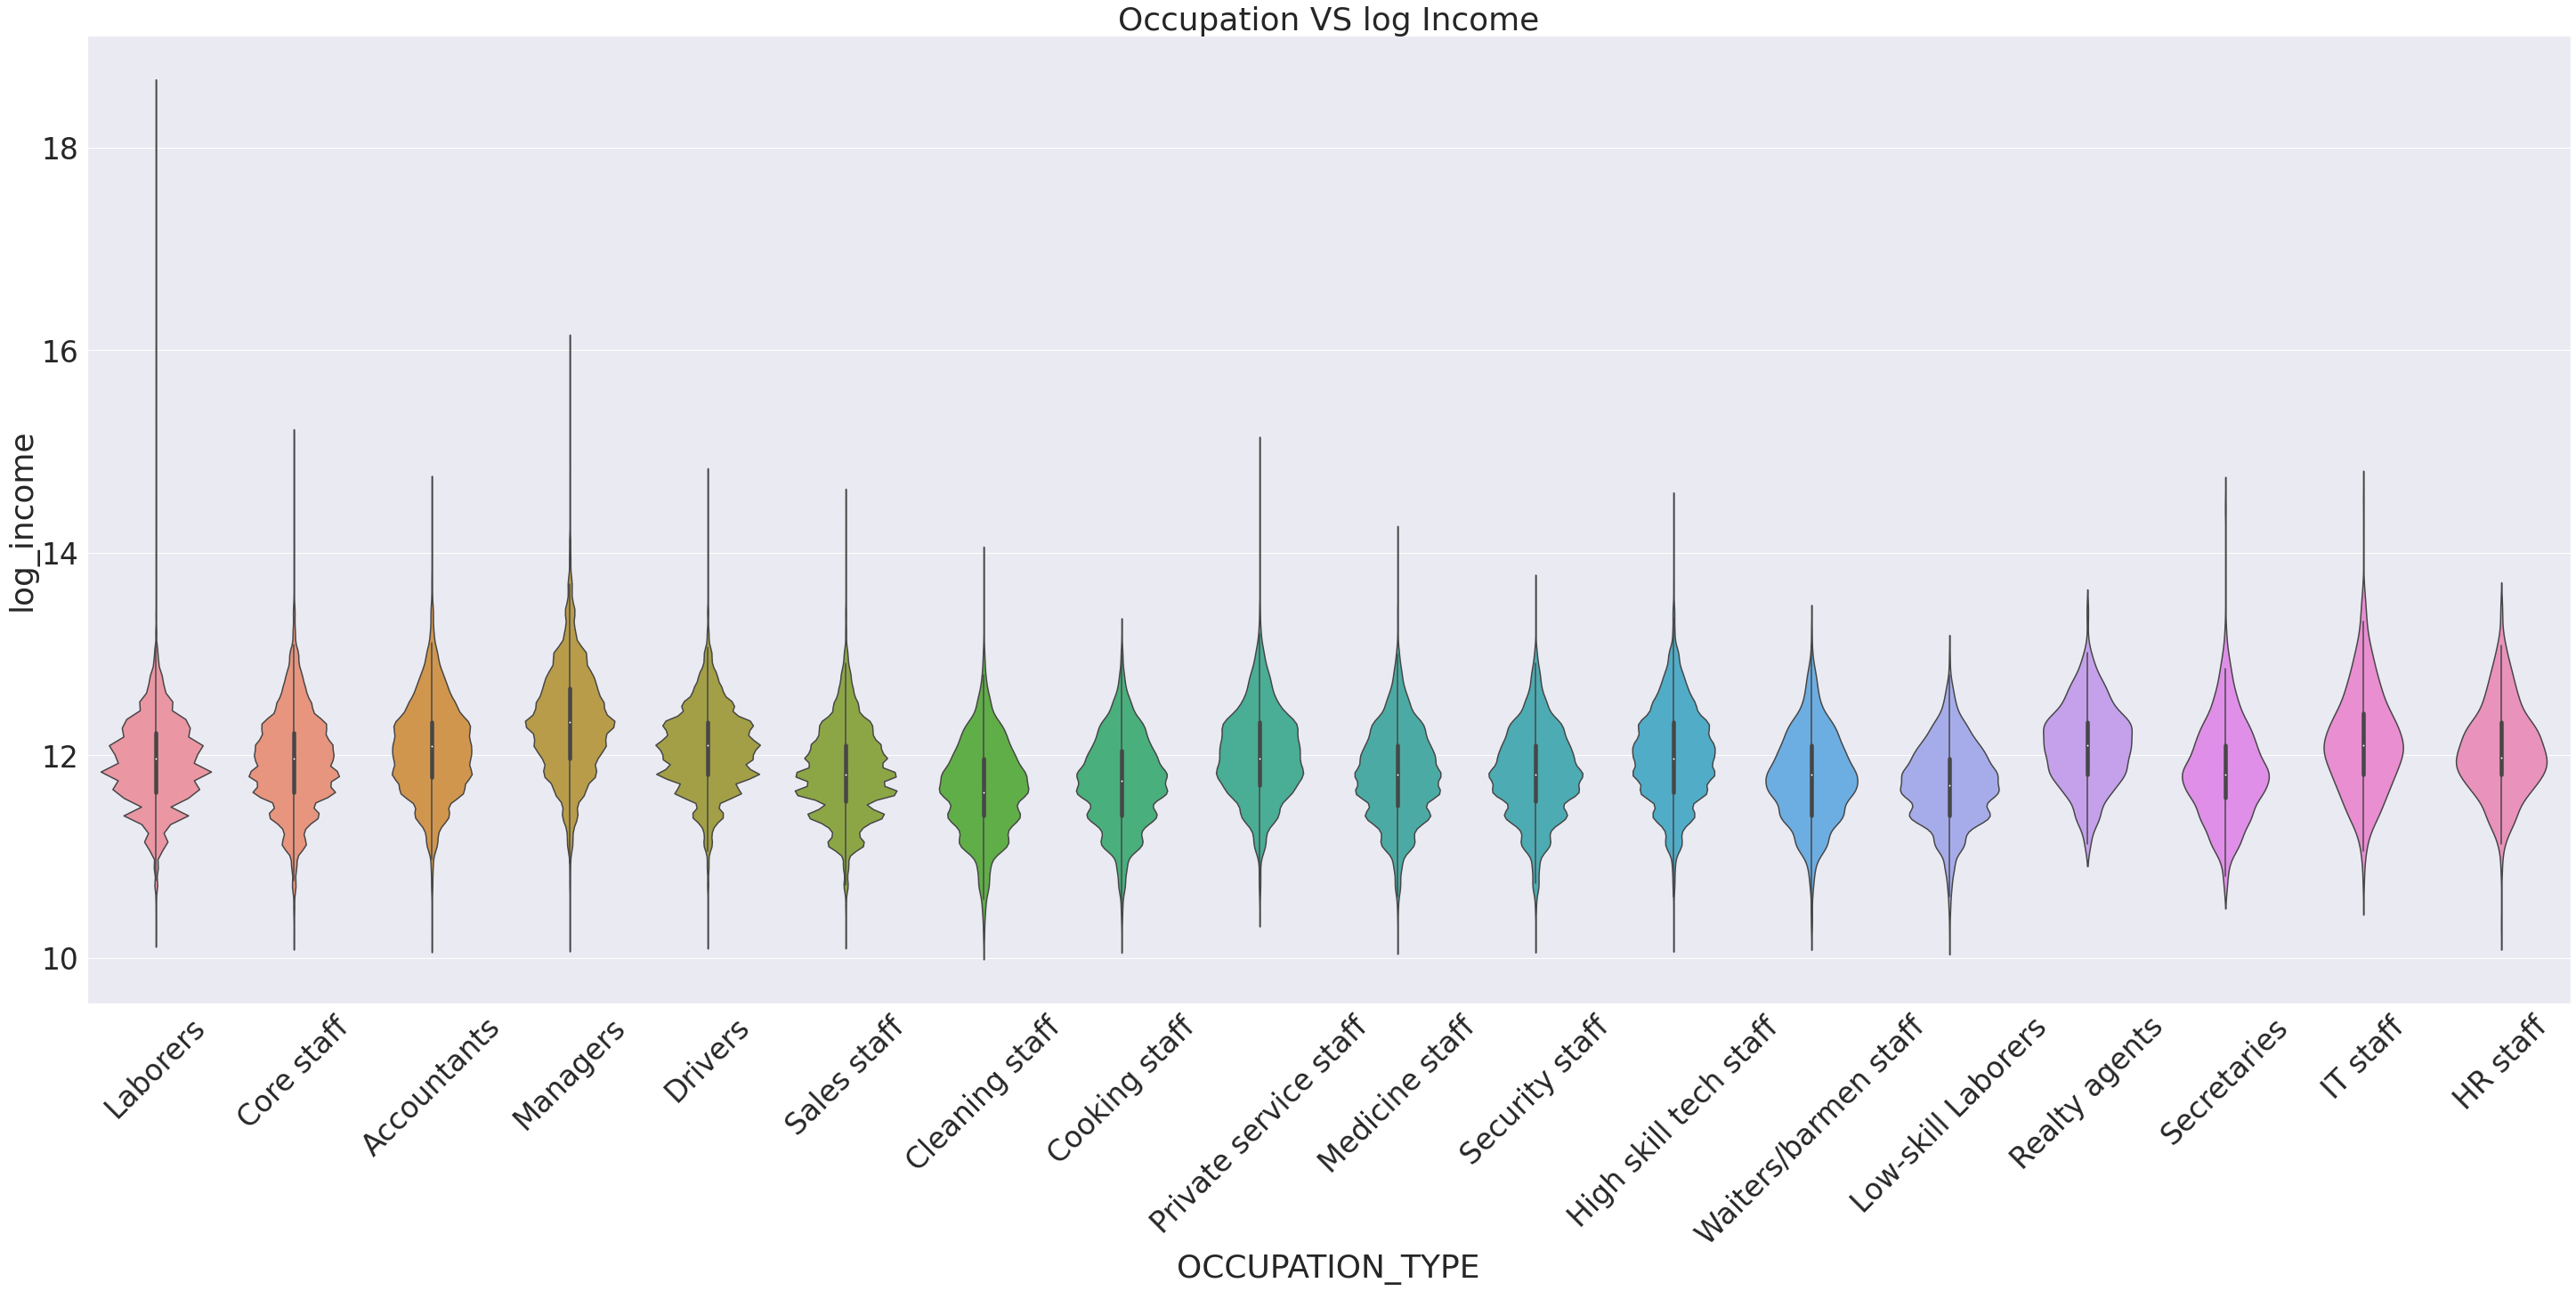 Occupation VS log Income
log_income
18
16
14
12
10
Laborers
Core staff
Accountants
Managers
Drivers
Sales staff
Cleaning staff
Cooking staff
Private service staff
Medicine staff
Security staff
High skill tech staff
Waiters/barmen staff
Low-skill Laborers
Realty agents
Secretaries
IT staff
HR staff
OCCUPATION_TYPE